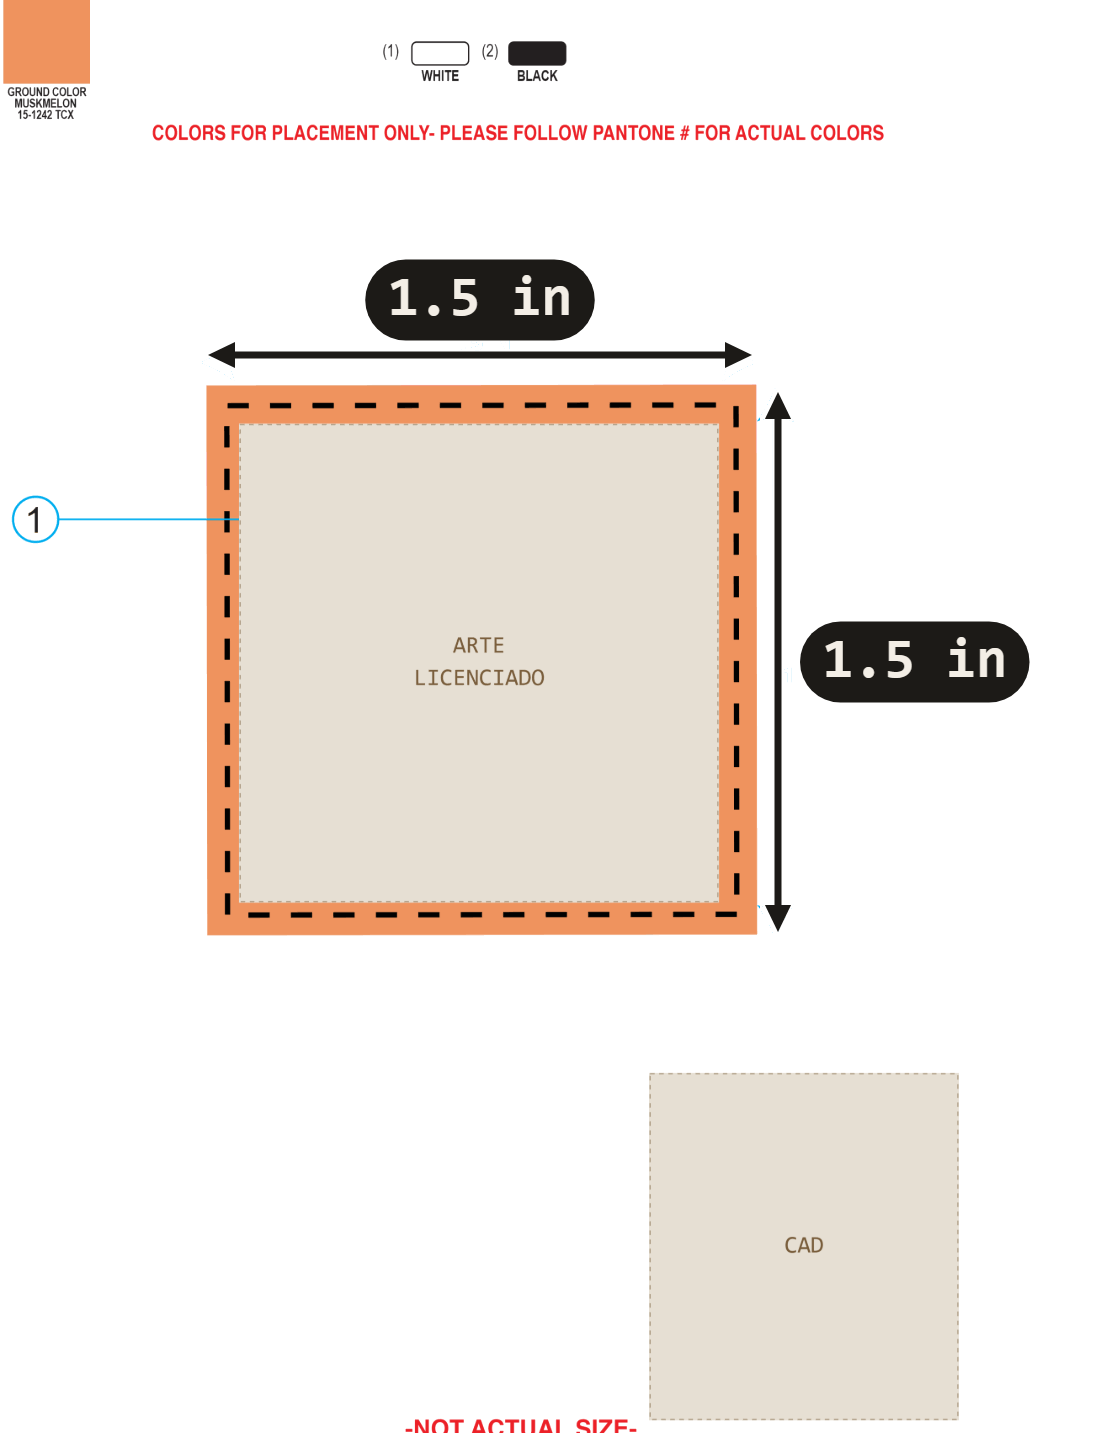 GROUND COLOR
MUSKMELON
15-1242 TCX
(1)
WHITE
(2)
BLACK
COLORS FOR PLACEMENT ONLY- PLEASE FOLLOW PANTONE # FOR ACTUAL COLORS
1.5 in
1
ARTE
LICENCIADO
1.5 in
CAD
-NOT ACTUAL SIZE-